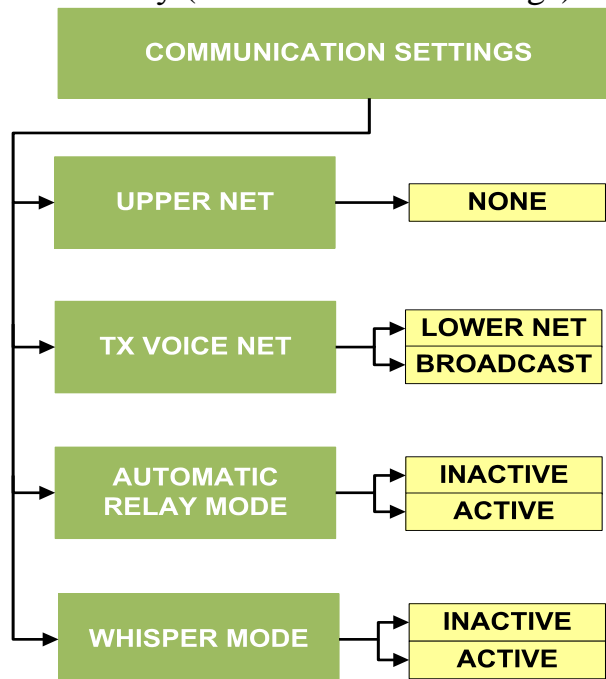 COMMUNICATION SETTINGS
UPPER NET
NONE
TX VOICE NET
LOWER NET
BROADCAST
AUTOMATIC
RELAY MODE
INACTIVE
ACTIVE
WHISPER MODE
INACTIVE
ACTIVE